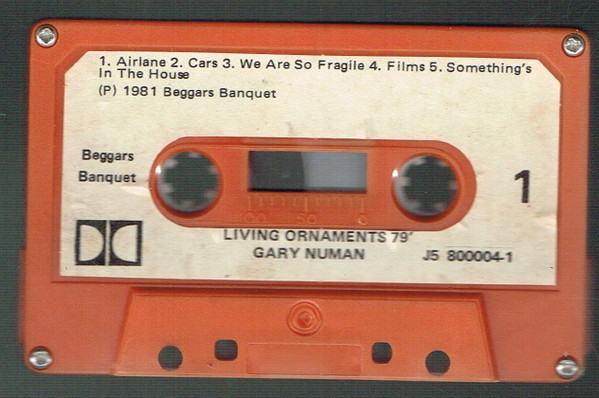 1. Airlane 2. Cars 3. We Are So Fragile 4. Films 5. Something's
In The House
(P) 1981 Beggars Banquet
Beggars
Banquet
1
100 50 0
LIVING ORNAMENTS 79'
GARY NUMAN
J5 800004-1